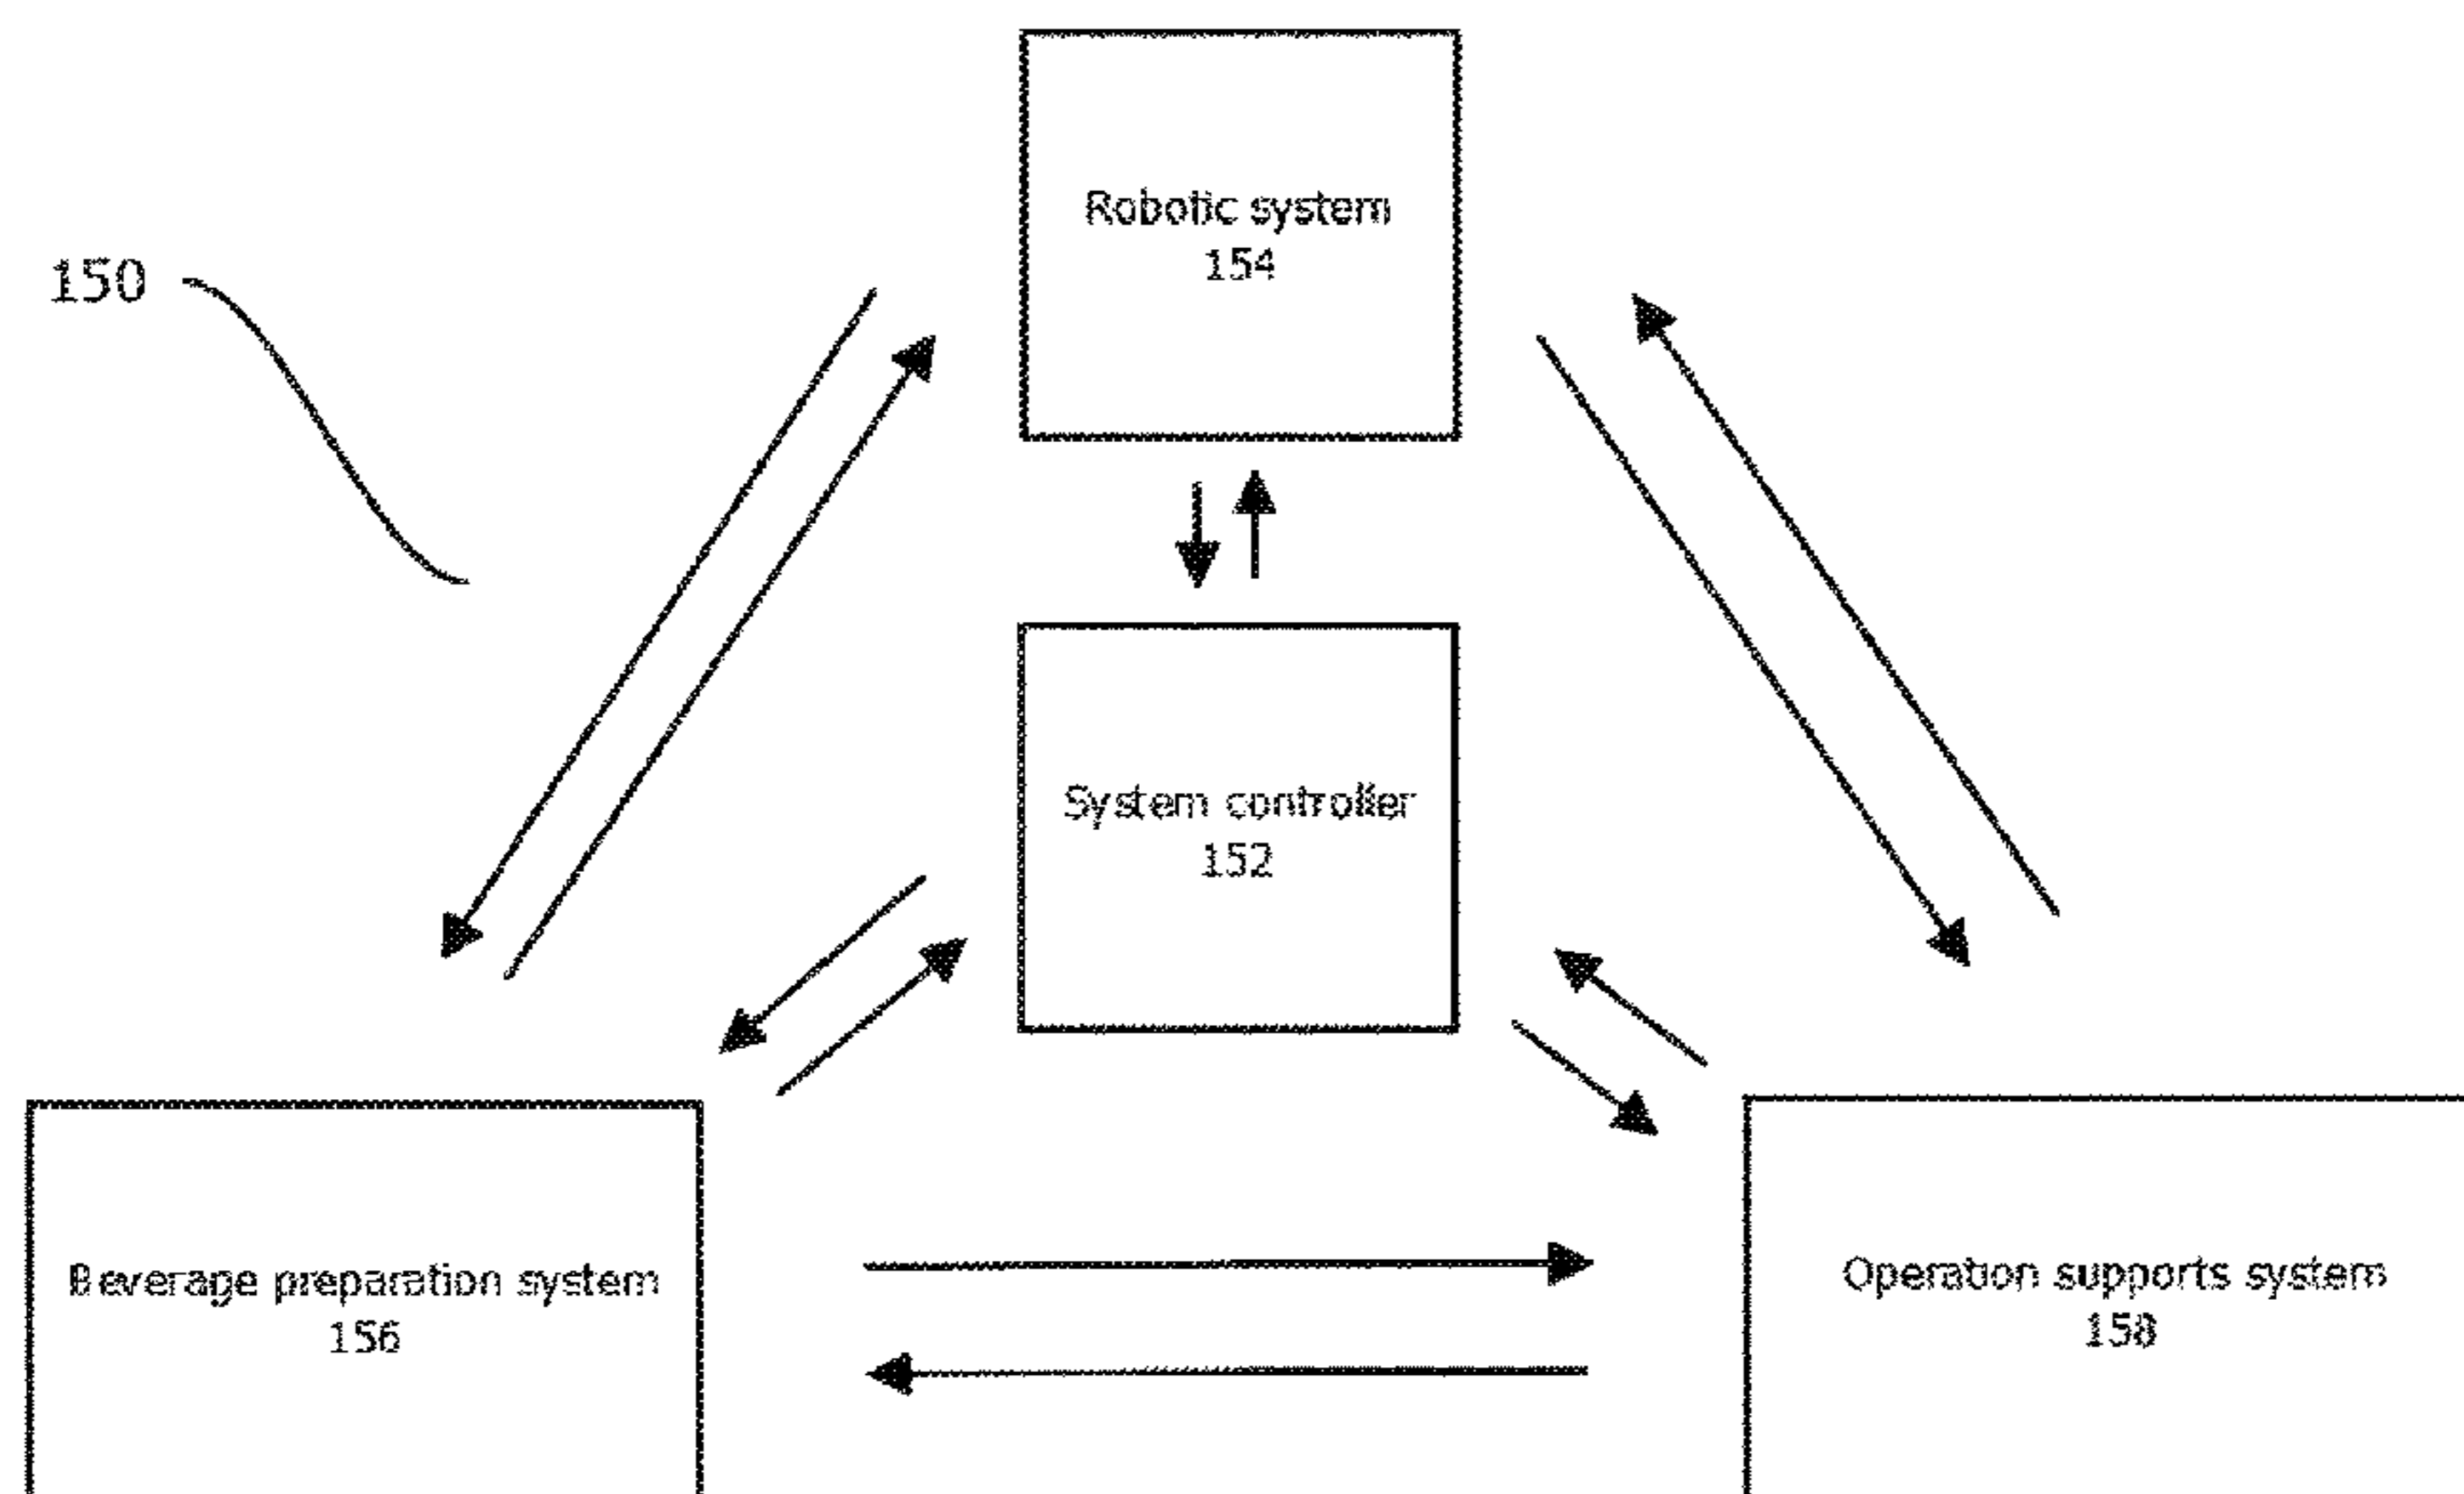 Robotic system
154
150
System controller
152
Beverage preparation system
156
Operation supports system
158